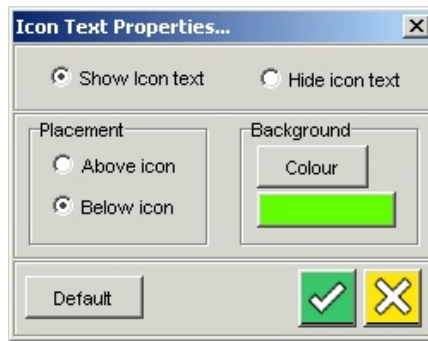 Icon Text Properties...
Show Icon text Hide icon text
Placement Background
Above icon Colour
Below icon
Default